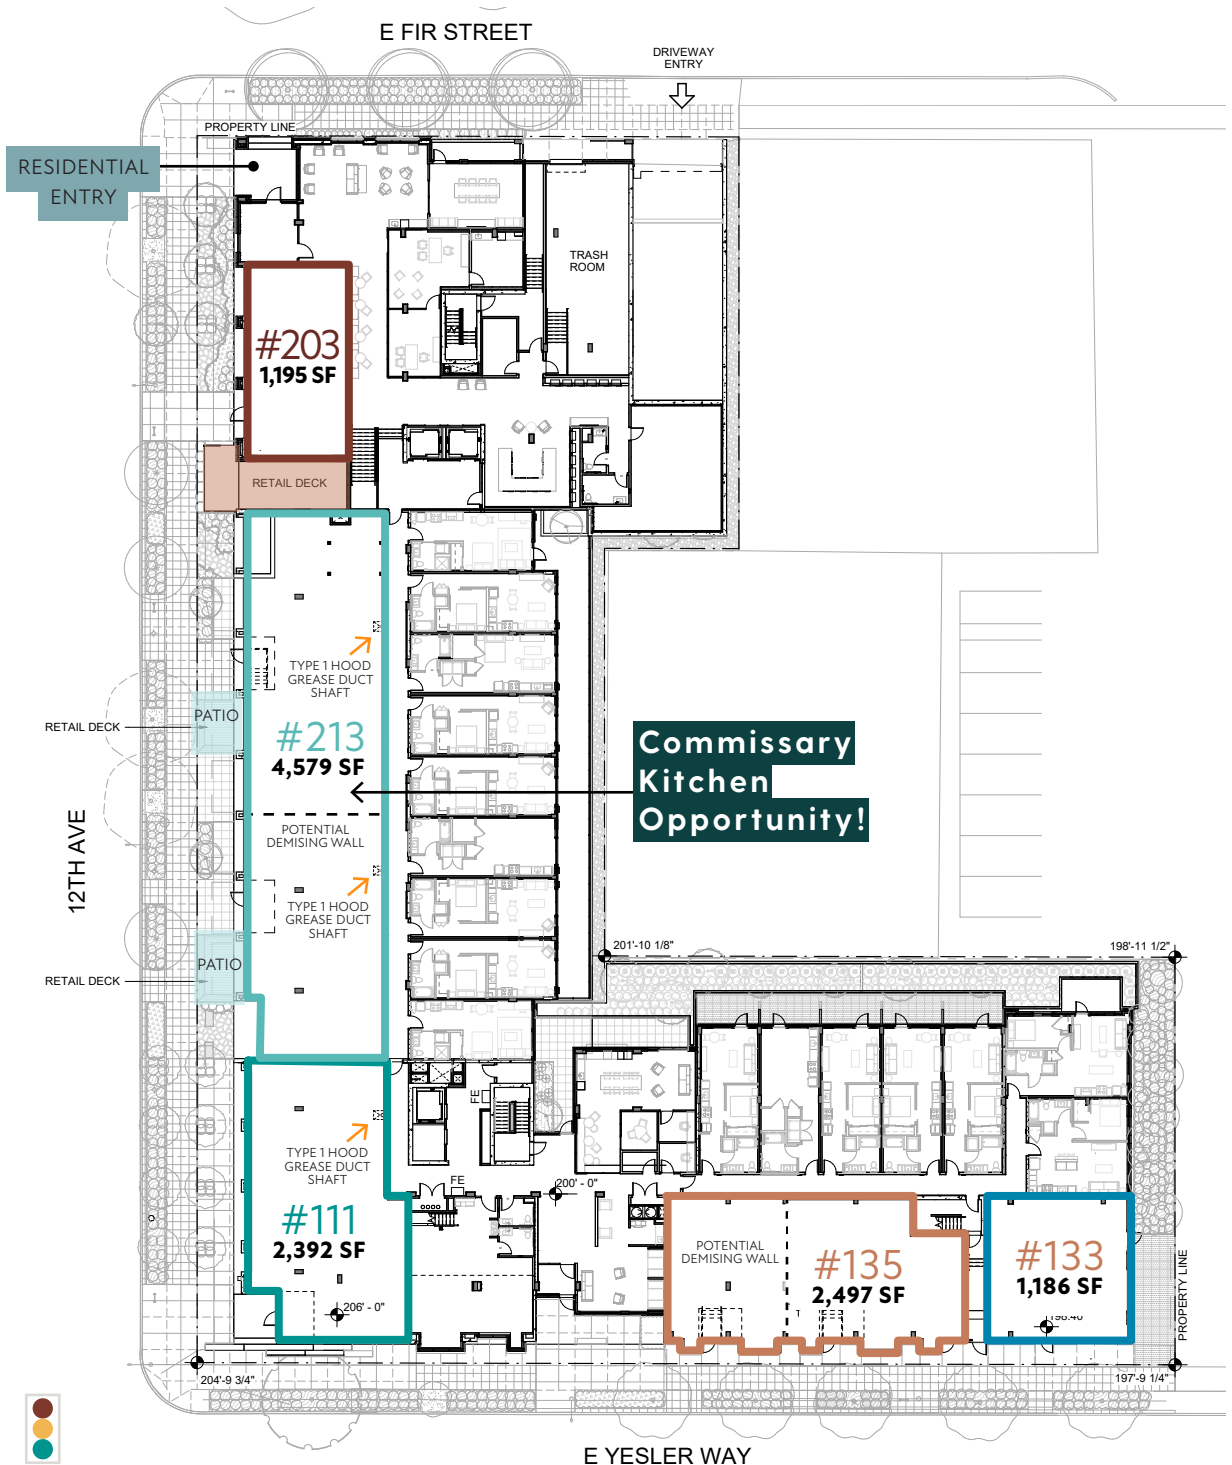 E FIR STREET
DRIVEWAY
ENTRY
PROPERTY LINE
RESIDENTIAL
ENTRY
TRASH
ROOM
#203
1,195 SF
RETAIL DECK
TYPE 1 HOOD
GREASE DUCT
SHAFT
PATIO
RETAIL DECK
#213
4,579 SF
Commissary
Kitchen
Opportunity!
POTENTIAL
DEMISING WALL
12TH AVE
TYPE 1 HOOD
GREASE DUCT
SHAFT
PATIO
RETAIL DECK
201'-10 1/8"
198'-11 1/2"
FE
TYPE 1 HOOD
GREASE DUCT
SHAFT
FE
200' - 0"
#111
2,392 SF
POTENTIAL
DEMISING WALL
#135
2,497 SF
#133
1,186 SF
206' - 0"
198.40
PROPERTY LINE
204'-9 3/4"
197'-9 1/4"
E YESLER WAY